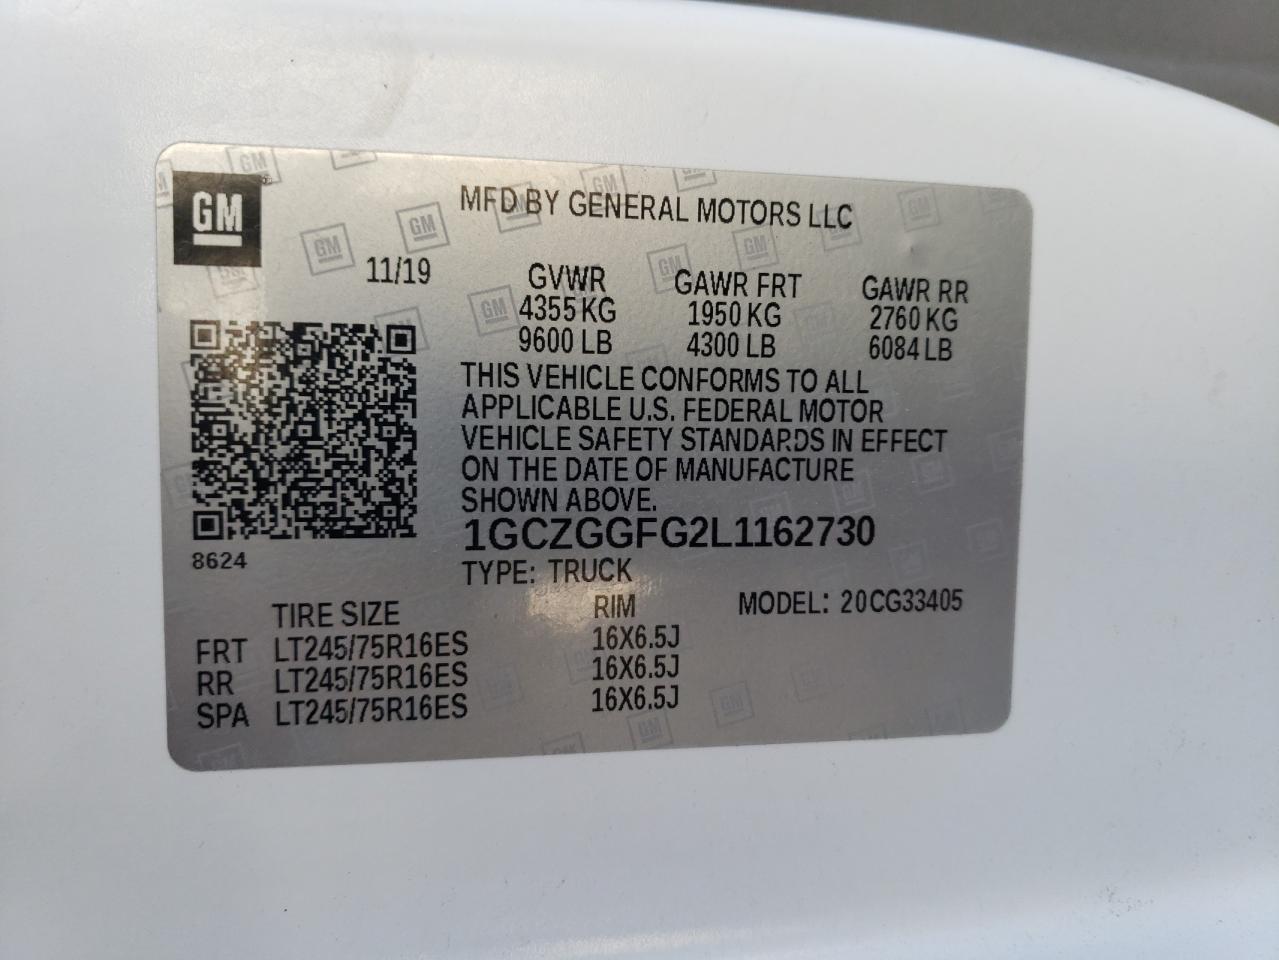 GM
MFD BY GENERAL MOTORS LLC
11/19
GVWR GAWR FRT GAWR RR
4355 KG 1950 KG 2760 KG
9600 LB 4300 LB 6084 LB
THIS VEHICLE CONFORMS TO ALL
APPLICABLE U.S. FEDERAL MOTOR
VEHICLE SAFETY STANDARDS IN EFFECT
ON THE DATE OF MANUFACTURE
SHOWN ABOVE.
1GCZGGFG2L1162730
8624
TYPE: TRUCK
TIRE SIZE RIM MODEL: 20CG33405
FRT LT245/75R16ES 16X6.5J
RR LT245/75R16ES 16X6.5J
SPA LT245/75R16ES 16X6.5J